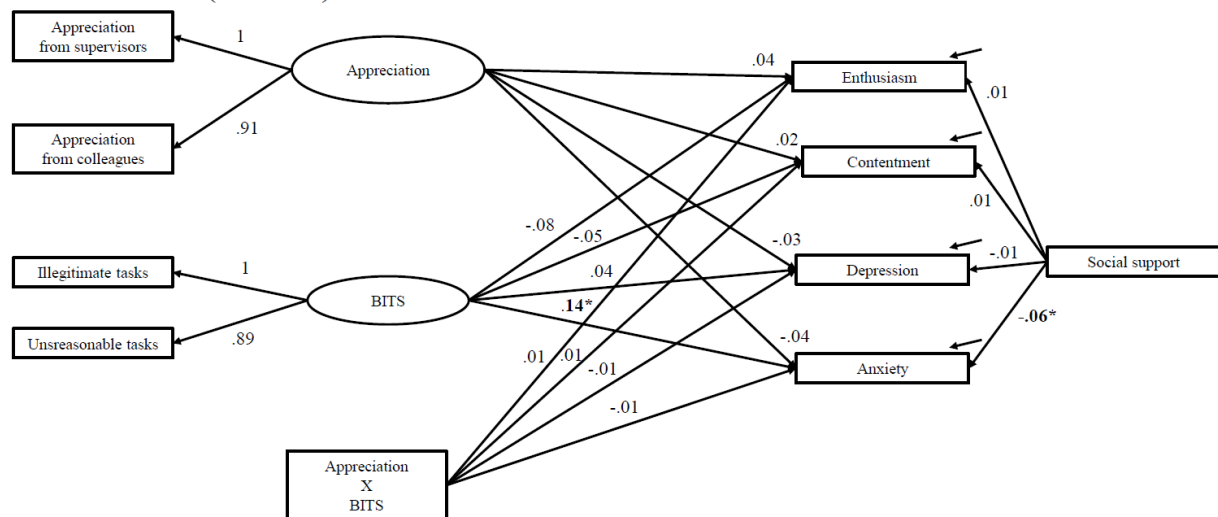 Appreciation
from supervisors
1
Appreciation
.04
Enthusiasm
.01
Appreciation
from colleagues
.91
.02
Contentment
.01
-.08
-.05
-.03
Illegitimate tasks
1
BITS
.04
Depression
-.01
Social support
.14*
Unsreasonable tasks
.89
-.04
-.06*
.01
.01
-.01
Anxiety
-.01
Appreciation
X
BITS